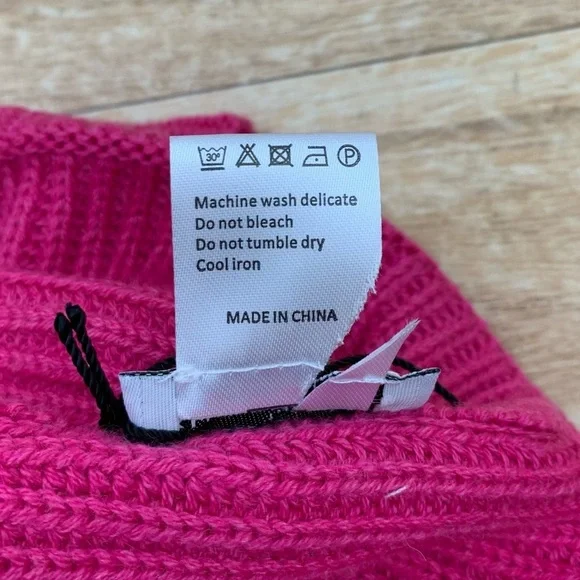 30°
P
Machine wash delicate
Do not bleach
Do not tumble dry
Cool iron
MADE IN CHINA